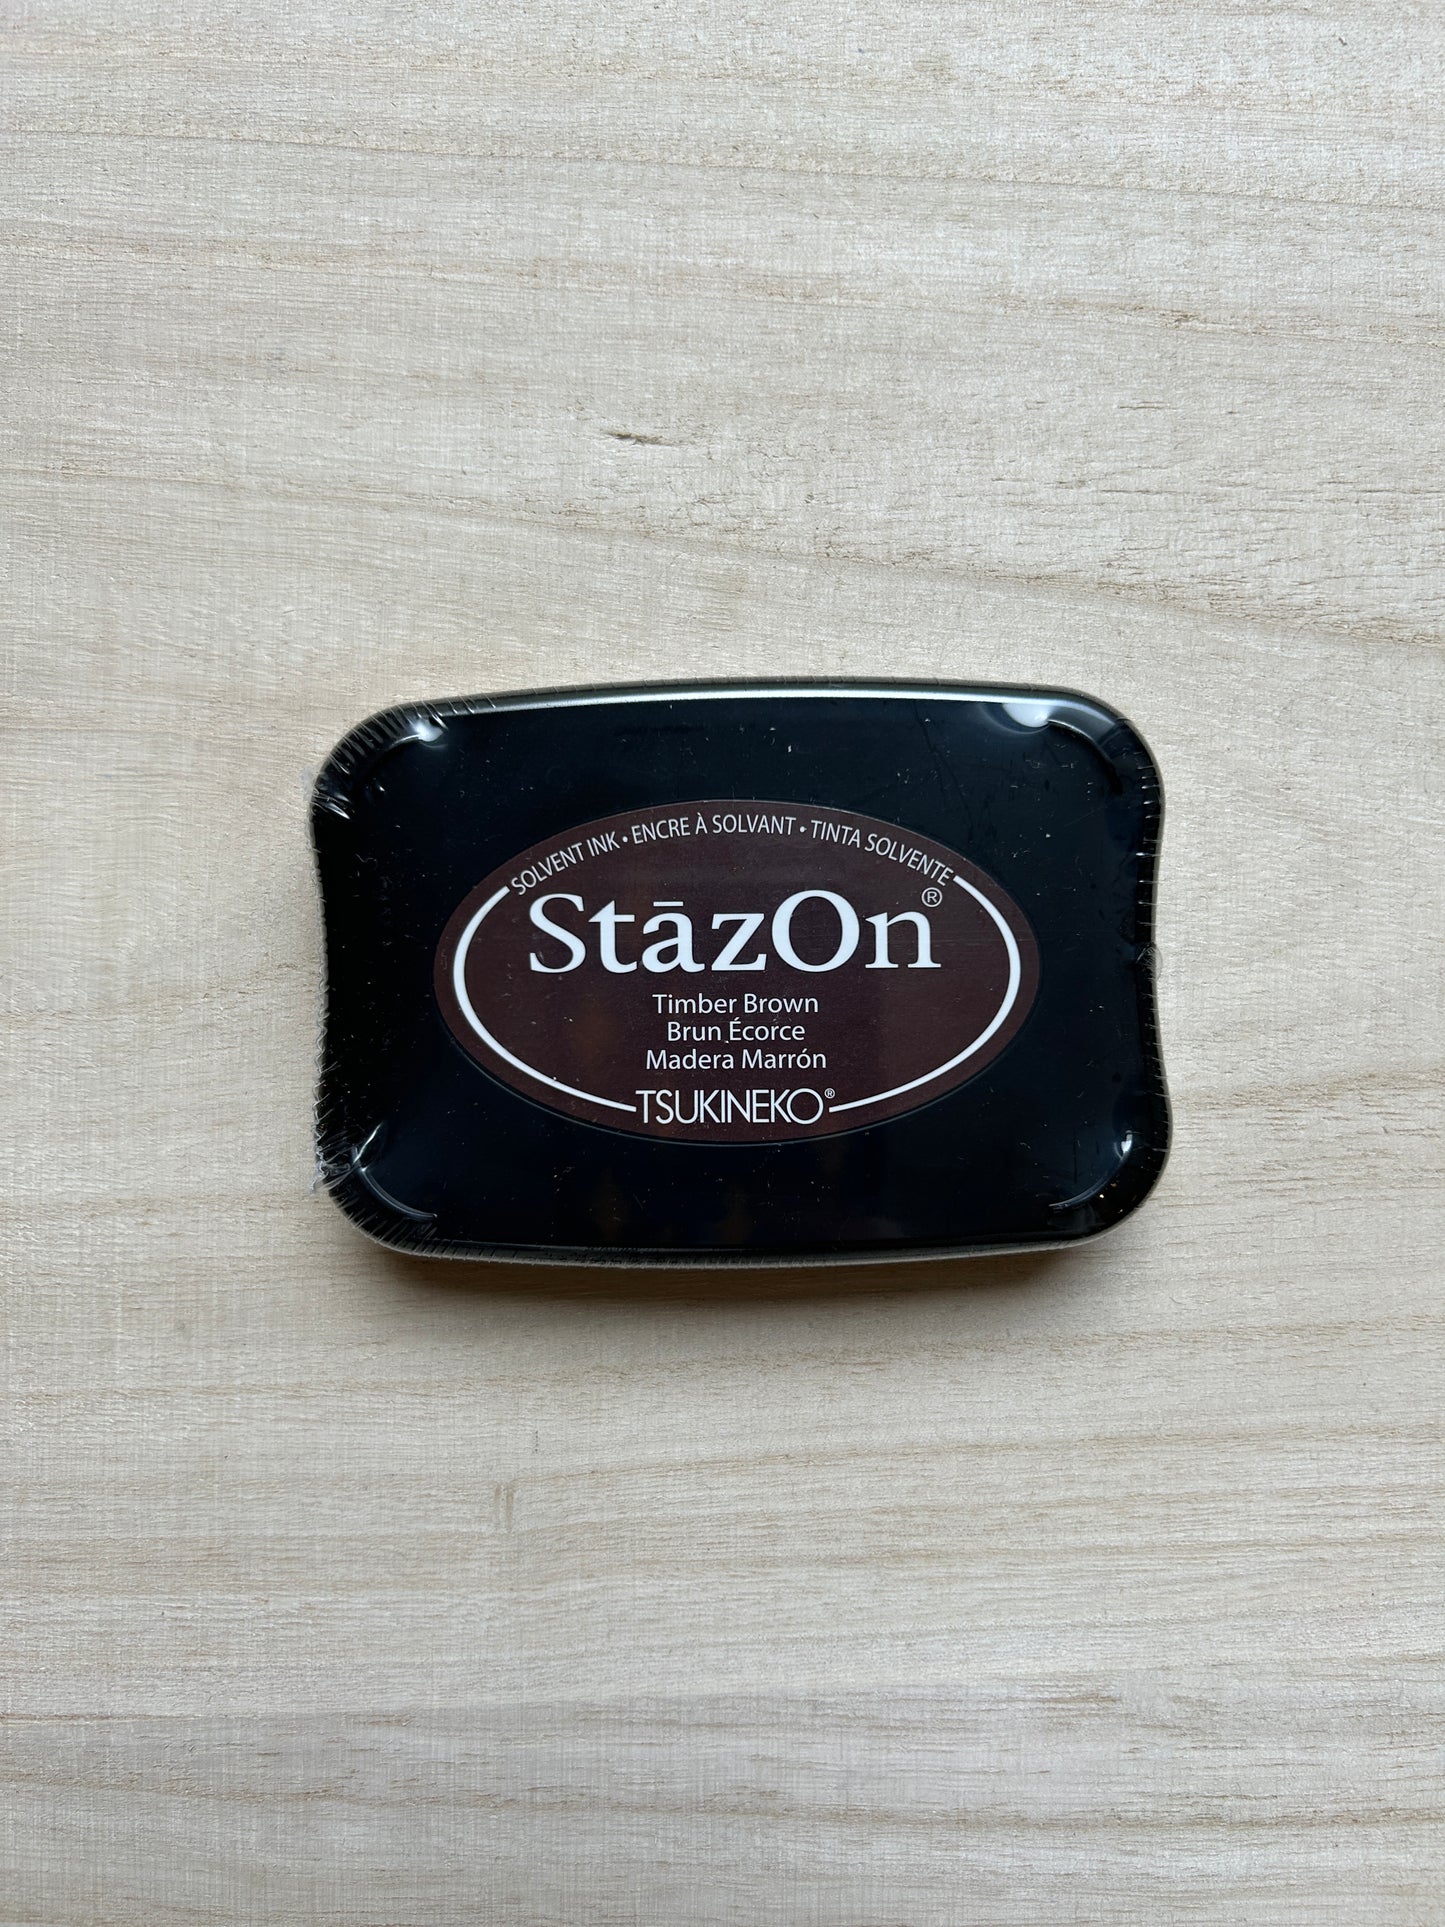 SOLVENT INK • ENCRE À SOLVANT • TINTA SOLVENTE
StāzOn®
Timber Brown
Brun Écorce
Madera Marrón
TSUKINEKO®